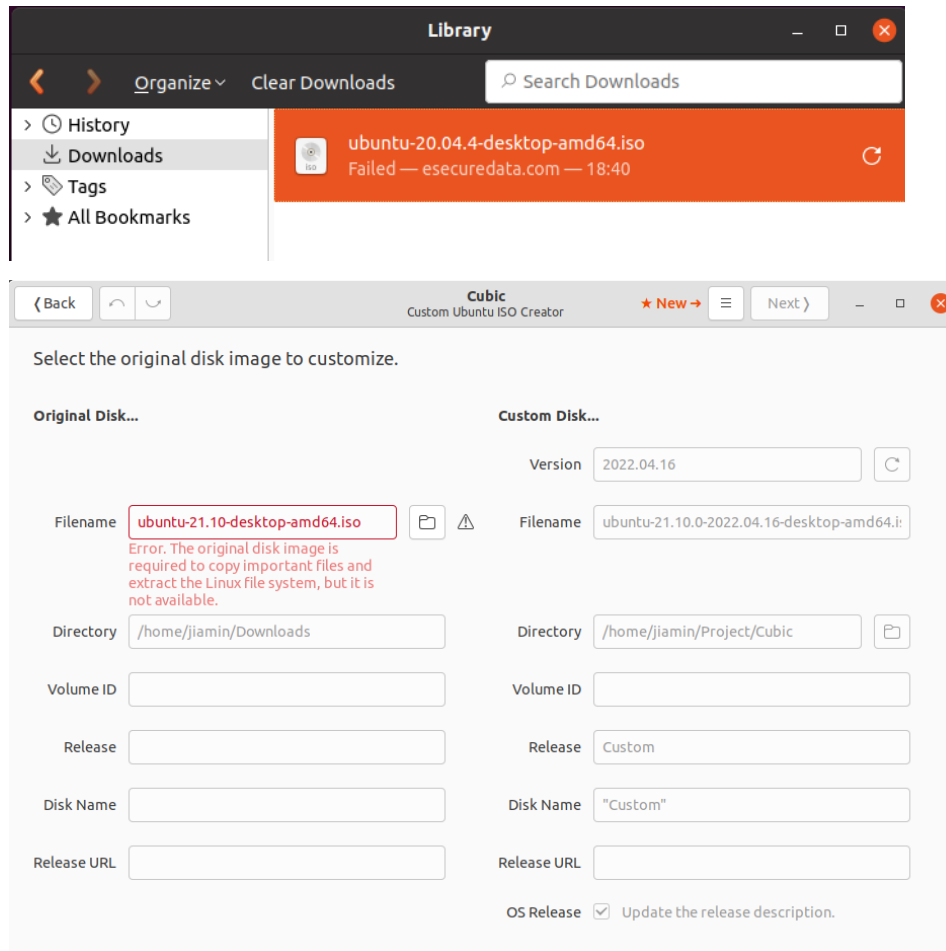 Library
Organize
Clear Downloads
Search Downloads
History
Downloads
Tags
All Bookmarks
ubuntu-20.04.4-desktop-amd64.iso
Failed — esecuredata.com — 18:40
iso
Back
Cubic
Custom Ubuntu ISO Creator
★ New →
Next
Select the original disk image to customize.
Original Disk...
Custom Disk...
Version 2022.04.16
Filename ubuntu-21.10-desktop-amd64.iso
Error. The original disk image is
required to copy important files and
extract the Linux file system, but it is
not available.
Filename ubuntu-21.10.0-2022.04.16-desktop-amd64.i
Directory /home/jiamin/Downloads
Directory /home/jiamin/Project/Cubic
Volume ID
Volume ID
Release
Release Custom
Disk Name
Disk Name "Custom"
Release URL
Release URL
OS Release Update the release description.